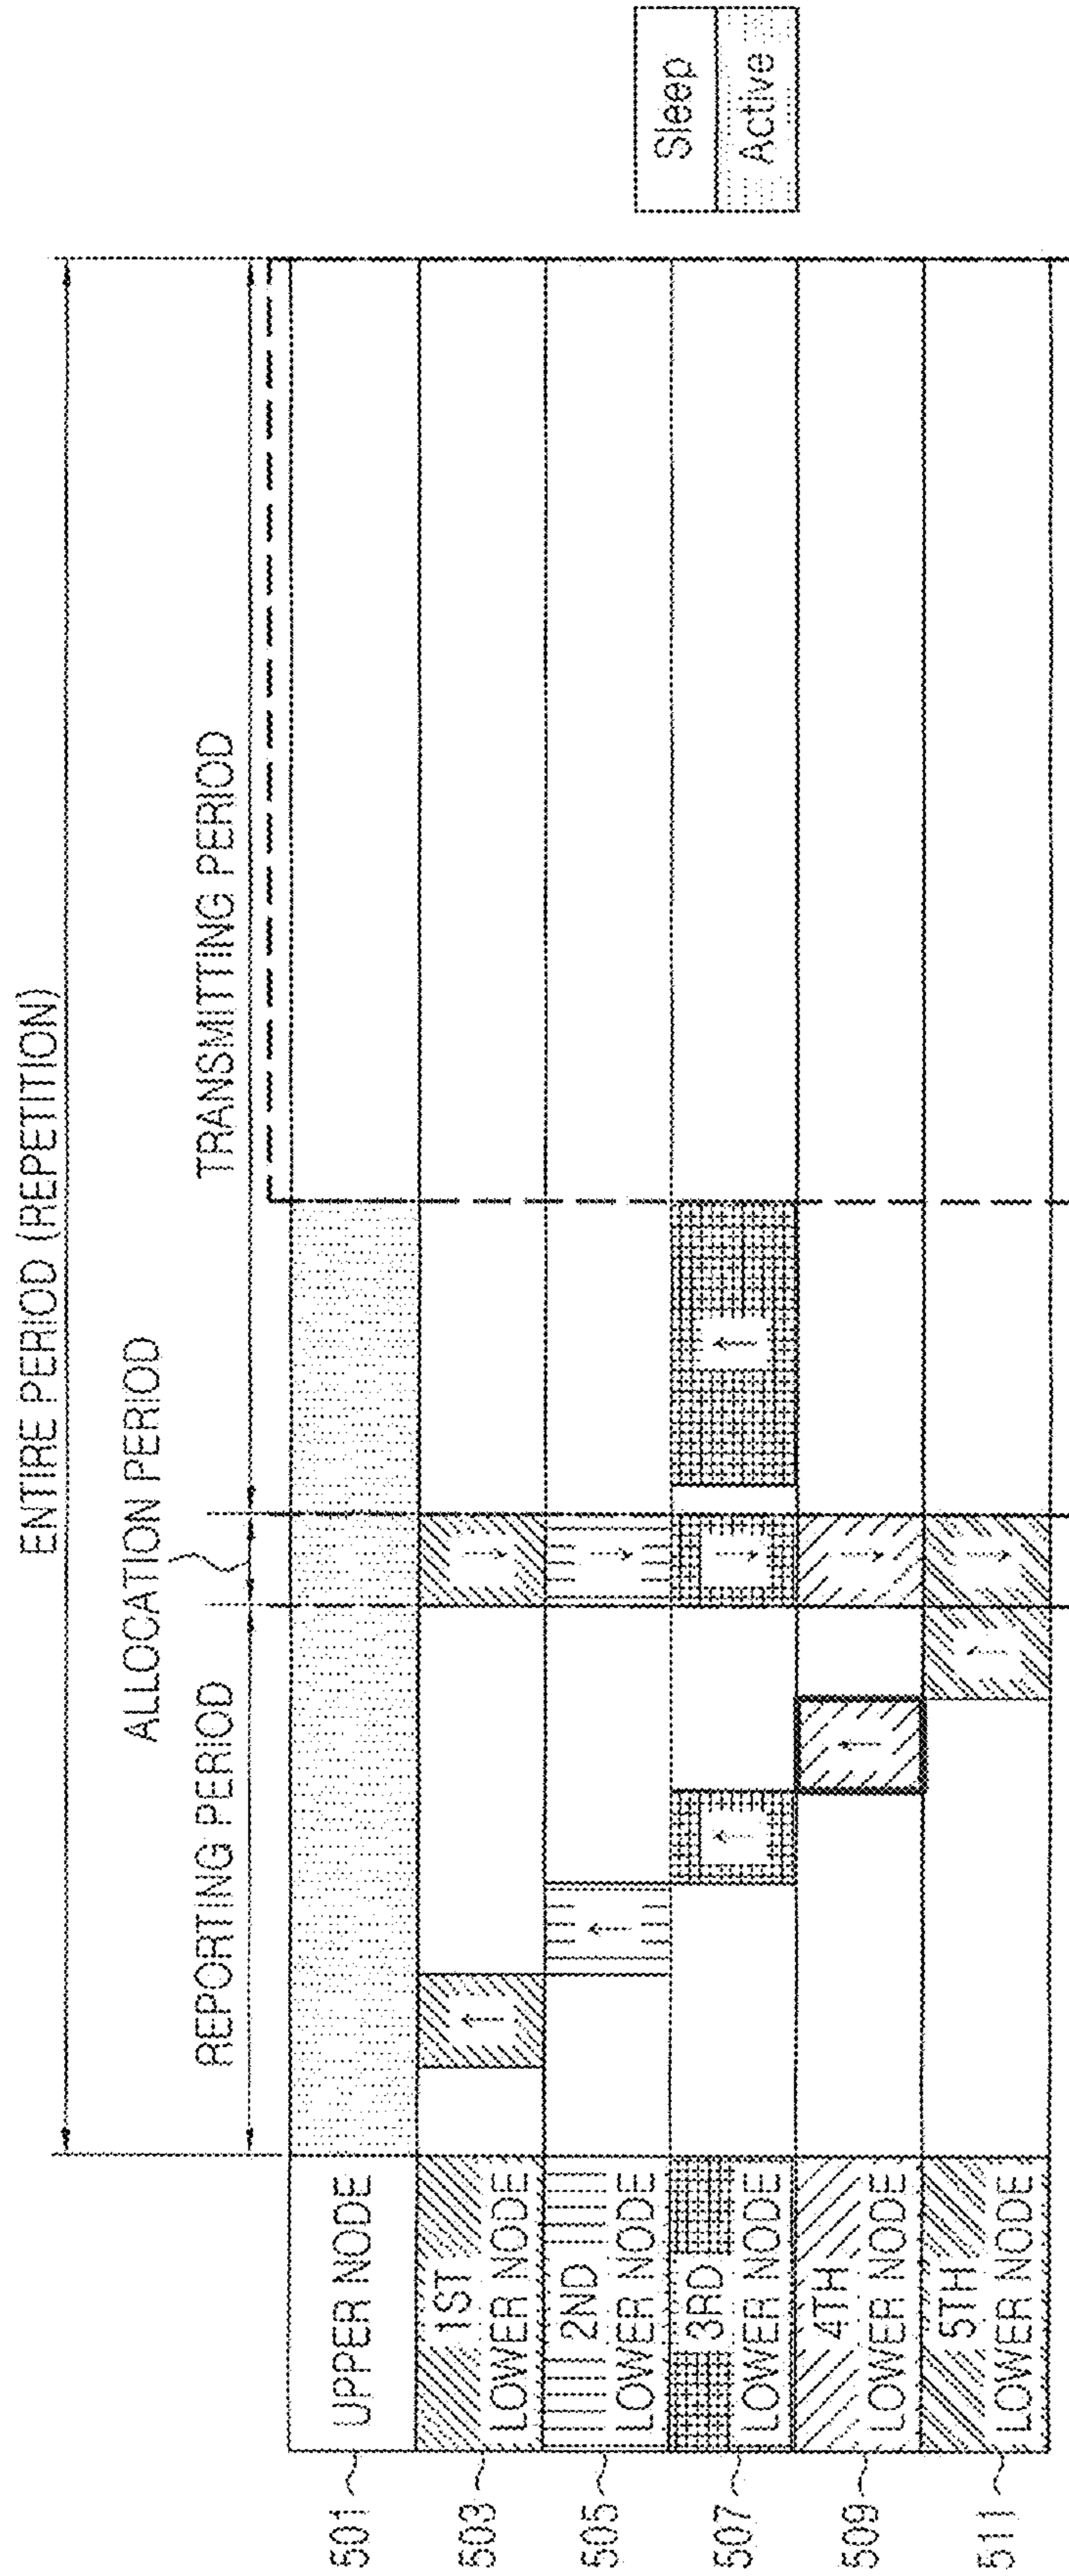 ENTIRE PERIOD (REPETITION)
ALLOCATION PERIOD
REPORTING PERIOD
TRANSMITTING PERIOD
501
UPPER NODE
503
1ST
LOWER NODE
505
2ND
LOWER NODE
507
3RD
LOWER NODE
509
4TH
LOWER NODE
511
5TH
LOWER NODE
Sleep
Active